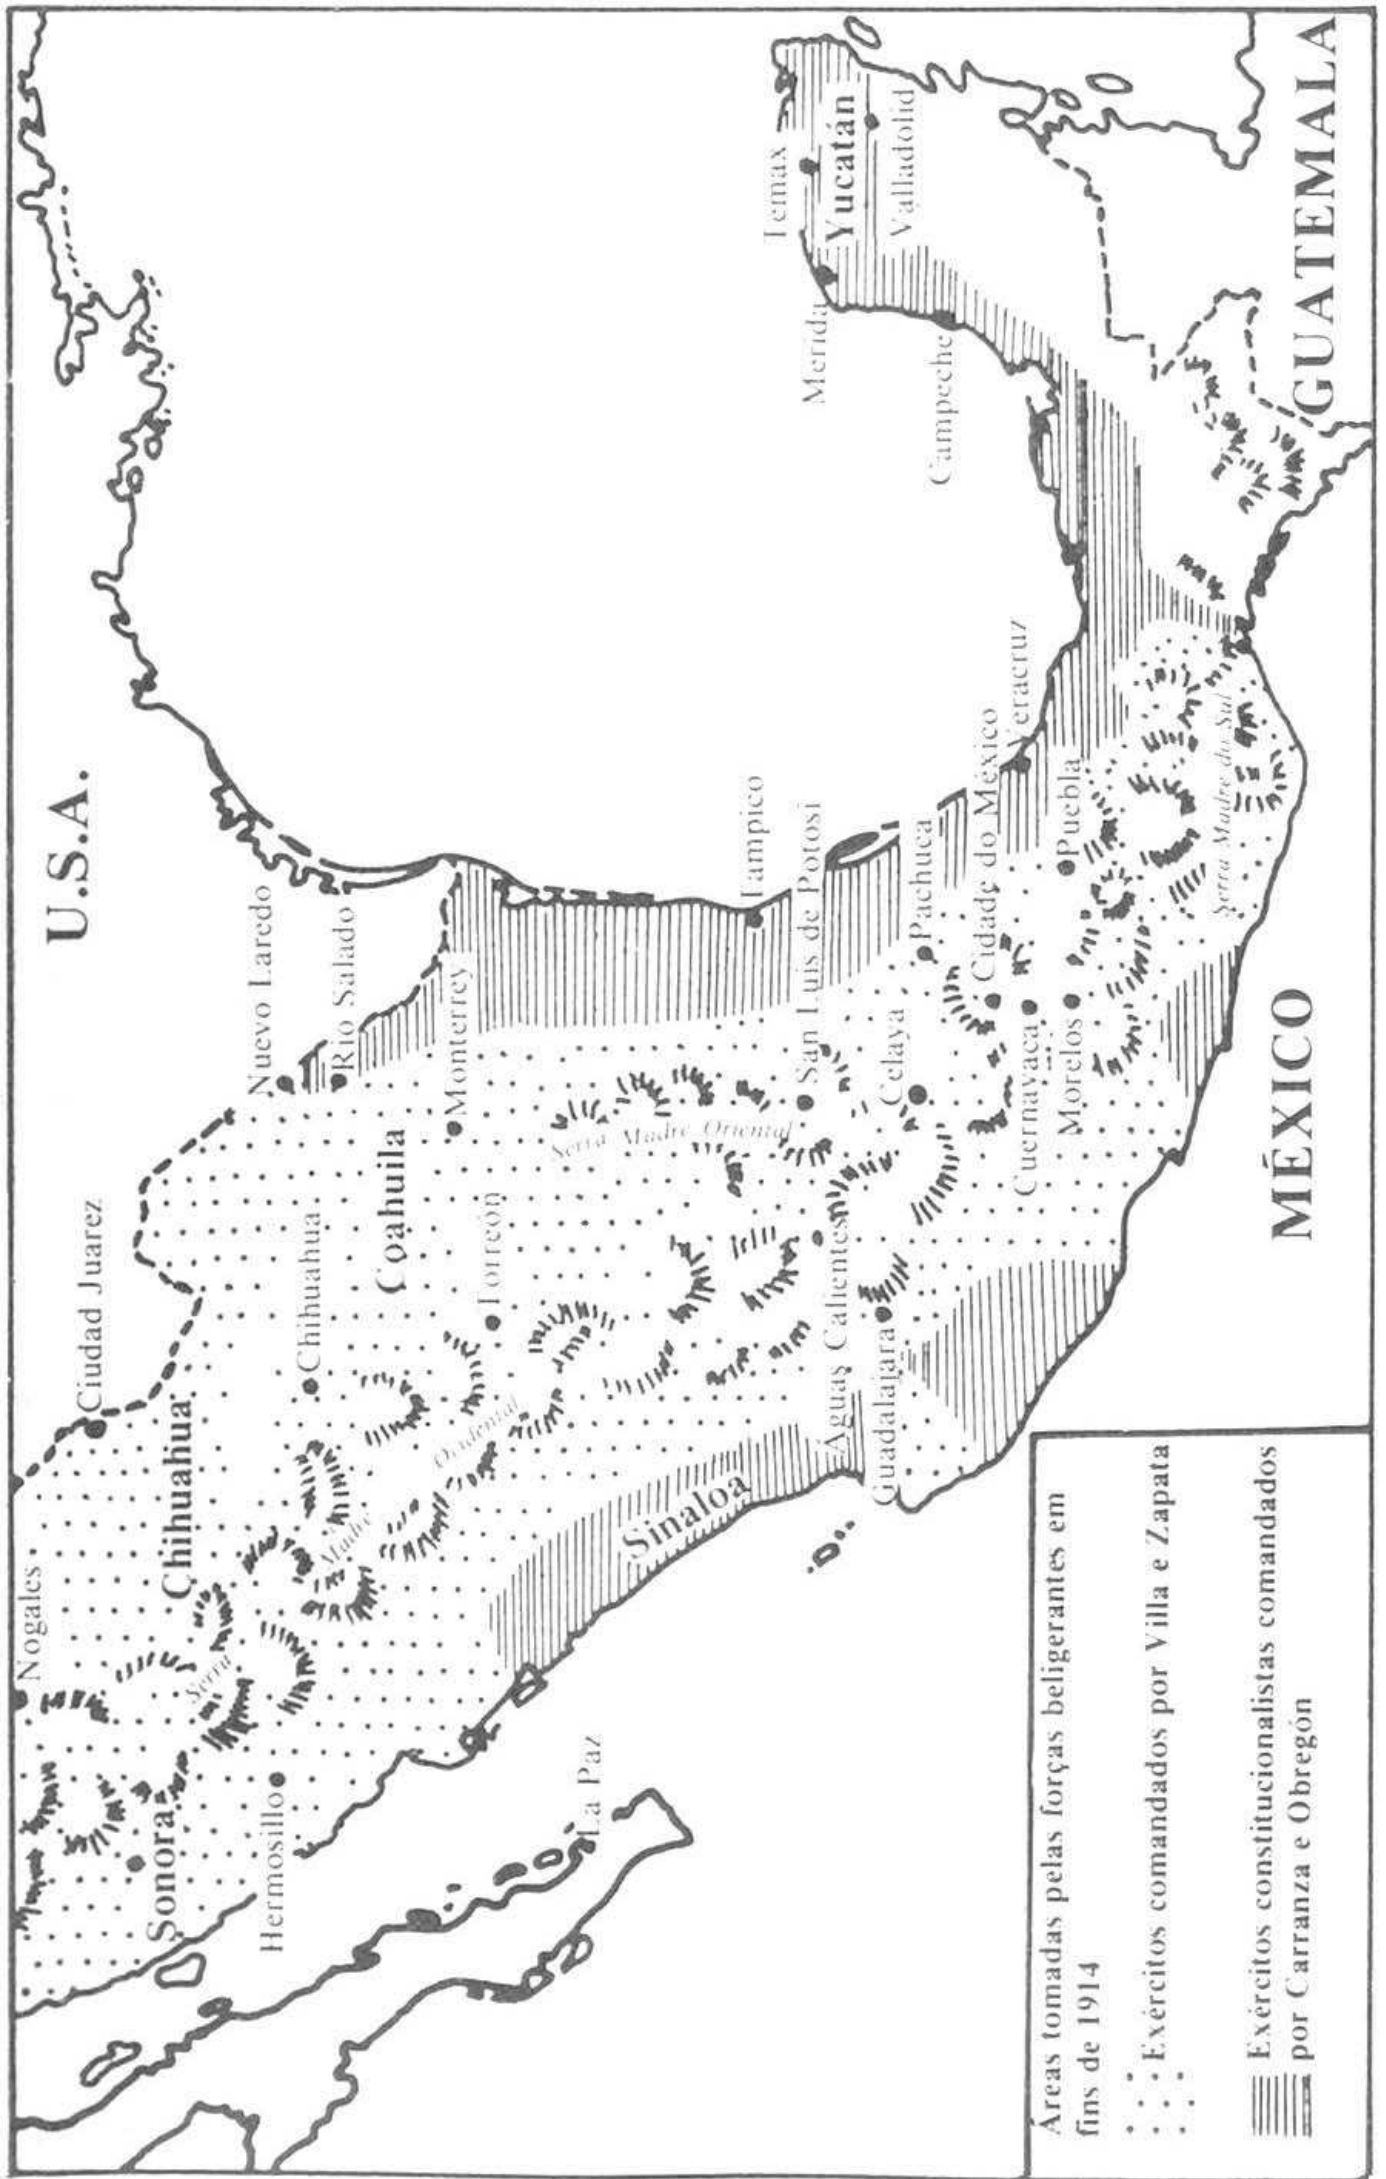 U.S.A.
Nogales
Ciudad Juarez
Chihuahua
Sonora
Hermosillo
Chihuahua
Nuevo Laredo
Rio Salado
Coahuila
Monterrey
Torreón
Serra
Madre
Ocidental
Serra Madre Oriental
La Paz
Sinaloa
Tampico
San Luis de Potosi
Aguas Calientes
Guadalajara
Celaya
Pachuca
Cidade do México
Veracruz
Cuernavaca
Morelos
Puebla
Serra Madre do Sul
Temax
Merida
Yucatán
Valladolid
Campeche
MÉXICO
GUATEMALA
Áreas tomadas pelas forças beligerantes em
fins de 1914
Exércitos comandados por Villa e Zapata
Exércitos constitucionalistas comandados
por Carranza e Obregón